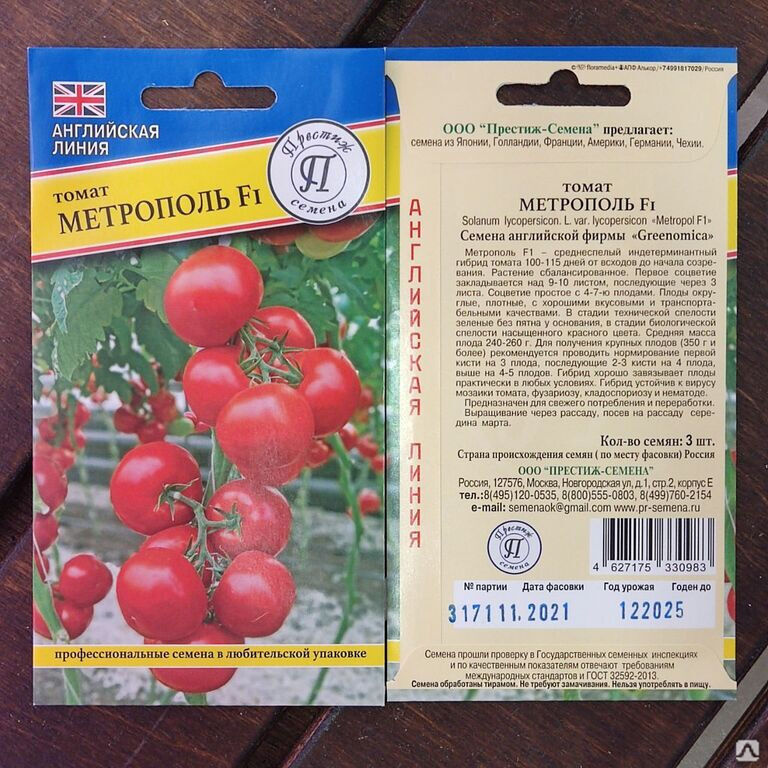 АНГЛИЙСКАЯ
ЛИНИЯ
Престиж
П
семена
томат
МЕТРОПОЛЬ F1
профессиональные семена в любительской упаковке
floramedia+ АПФ Алькор/+74991817029/Россия
ООО "Престиж-Семена" предлагает:
семена из Японии, Голландии, Франции, Америки, Германии, Чехии.
АНГЛИЙСКАЯ ЛИНИЯ
томат
МЕТРОПОЛЬ F1
Solanum lycopersicon. L. var. lycopersicon «Metropol F1»
Семена английской фирмы «Greenomica»
Метрополь F1 – среднеспелый индетерминантный
гибрид томата 100-115 дней от всходов до начала созре-
вания. Растение сбалансированное. Первое соцветие
закладывается над 9-10 листом, последующие через 3
листа. Соцветие простое с 4-7-ю плодами. Плоды окру-
глые, плотные, с хорошими вкусовыми и транспорта-
бельными качествами. В стадии технической спелости
зеленые без пятна у основания, в стадии биологической
спелости насыщенного красного цвета. Средняя масса
плода 240-260 г. Для получения крупных плодов (350 г и
более) рекомендуется проводить нормирование первой
кисти на 3 плода, последующие 2-3 кисти на 4 плода,
выше на 4-5 плодов. Гибрид хорошо завязывает плоды
практически в любых условиях. Гибрид устойчив к вирусу
мозаики томата, фузариозу, кладоспориозу и нематоде.
Предназначен для свежего потребления и переработки.
Выращивание через рассаду, посев на рассаду сере-
дина марта.
Кол-во семян: 3 шт.
Страна происхождения семян ( по месту фасовки) Россия
ООО "ПРЕСТИЖ-СЕМЕНА"
Россия, 127576, Москва, Новгородская ул.,д.1, стр.2, корпус Е
тел.:8(495)120-0535, 8(800)555-0803, 8(499)760-2154
e-mail: semenaok@gmail.com www.pr-semena.ru
Престиж
П
семена
4 627175 330983
№ партии Дата фасовки Год урожая Годен до
317111.2021 122025
Семена прошли проверку в Государственных семенных инспекциях
и по качественным показателям отвечают требованиям
международных стандартов и ГОСТ 32592-2013.
Семена обработаны тирамом. Не требуют замачивания. Нельзя употреблять в пищу.